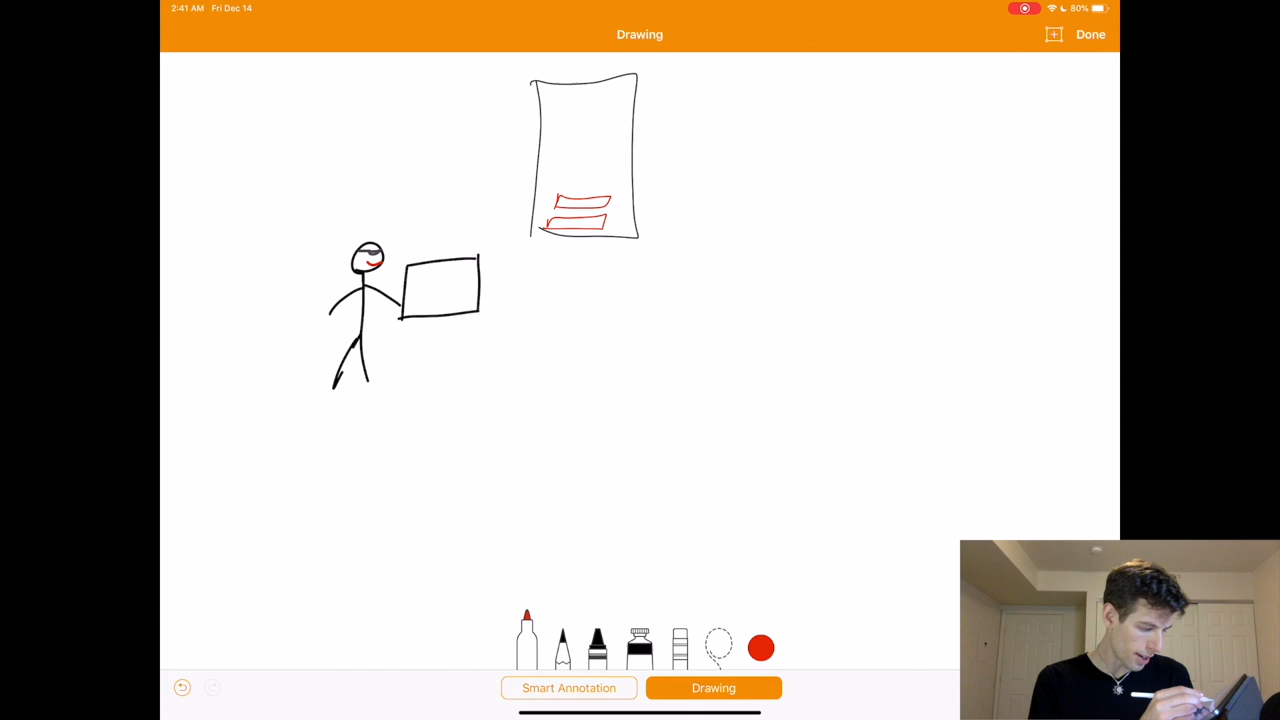 2:41 AM Fri Dec 14
80%
Drawing
Done
Smart Annotation
Drawing